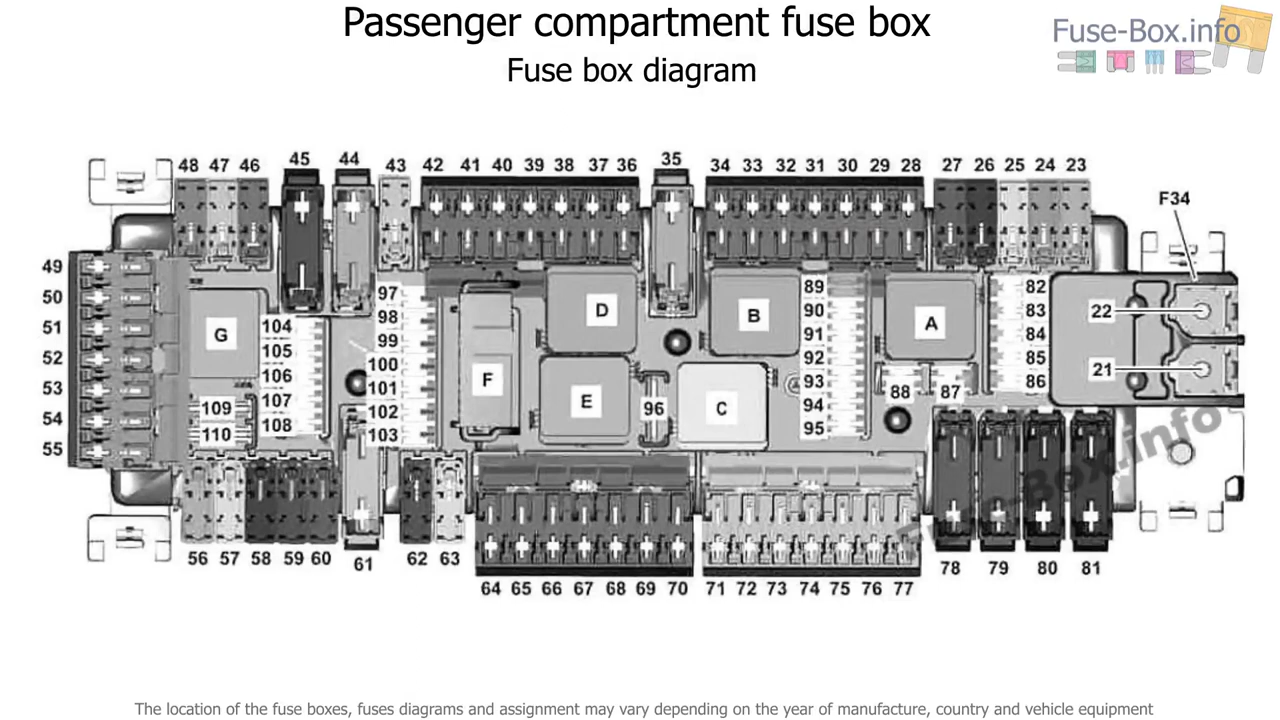 Passenger compartment fuse box
Fuse box diagram
Fuse-Box.info
48 47 46 45 44 43 42 41 40 39 38 37 36 35 34 33 32 31 30 29 28 27 26 25 24 23
F34
49
50
51
52
53
54
55
G
104
105
106
107
108
109
110
97
98
99
100
101
102
103
F
D
E
96
B
C
89
90
91
92
93
94
95
A
88 87
82
83
84
85
86
22
21
56 57 58 59 60 61 62 63 64 65 66 67 68 69 70 71 72 73 74 75 76 77 78 79 80 81
Fuse-Box.info
The location of the fuse boxes, fuses diagrams and assignment may vary depending on the year of manufacture, country and vehicle equipment